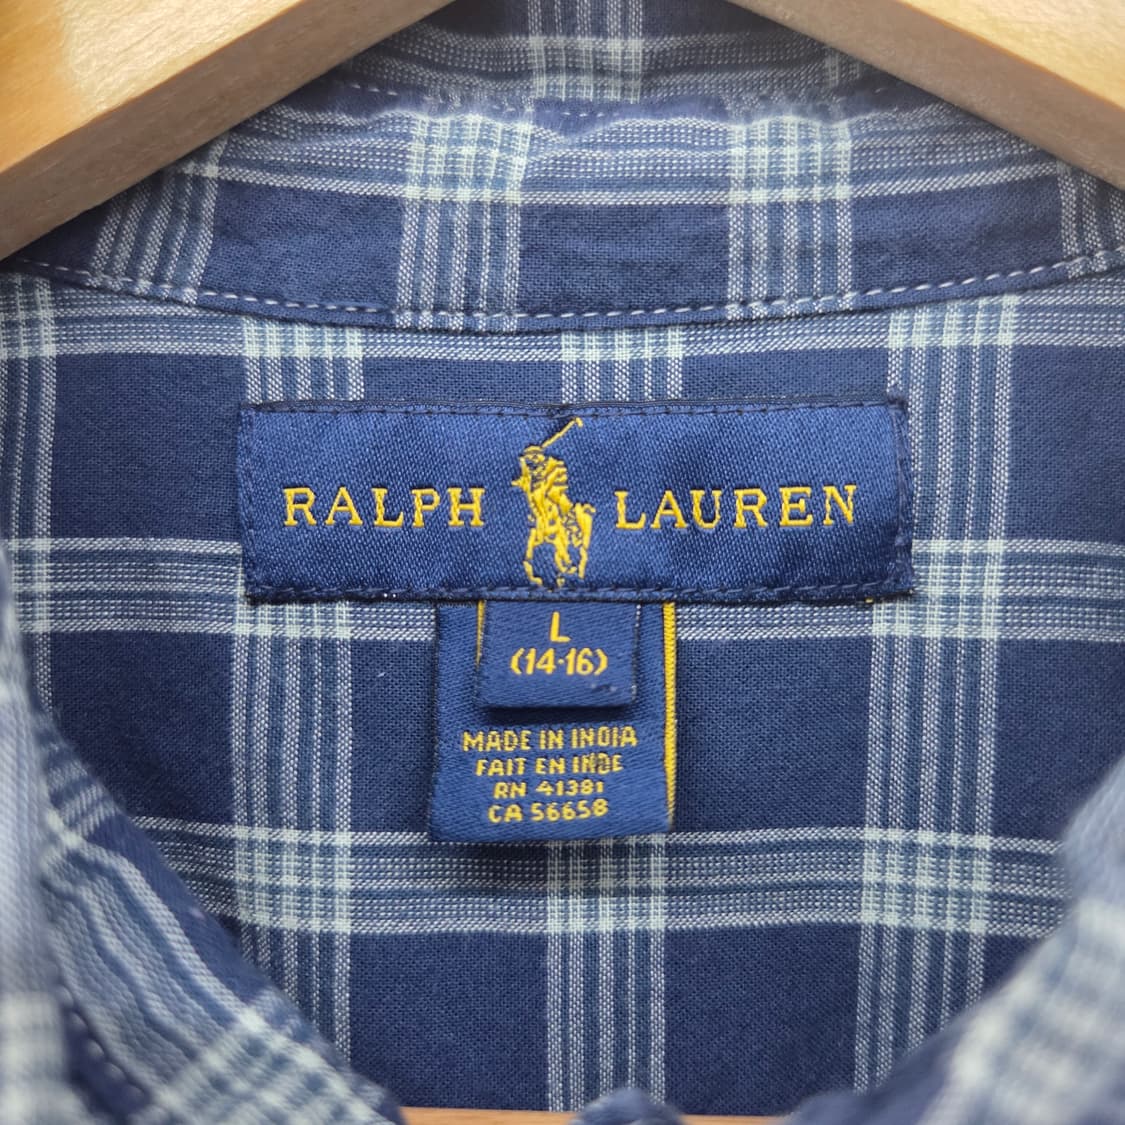 RALPH LAUREN
L
(14-16)
MADE IN INDIA
FAIT EN INDE
RN 41381
CA 56658